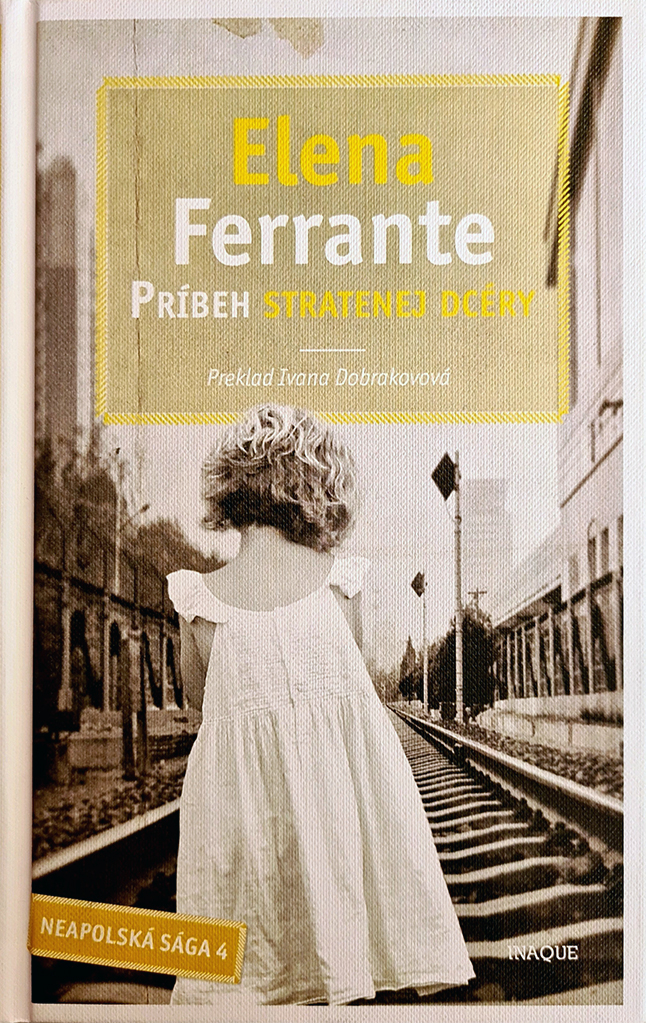 Elena
Ferrante
PRÍBEH STRATENEJ DCÉRY
Preklad Ivana Dobrakovová
NEAPOLSKÁ SÁGA 4
INAQUE